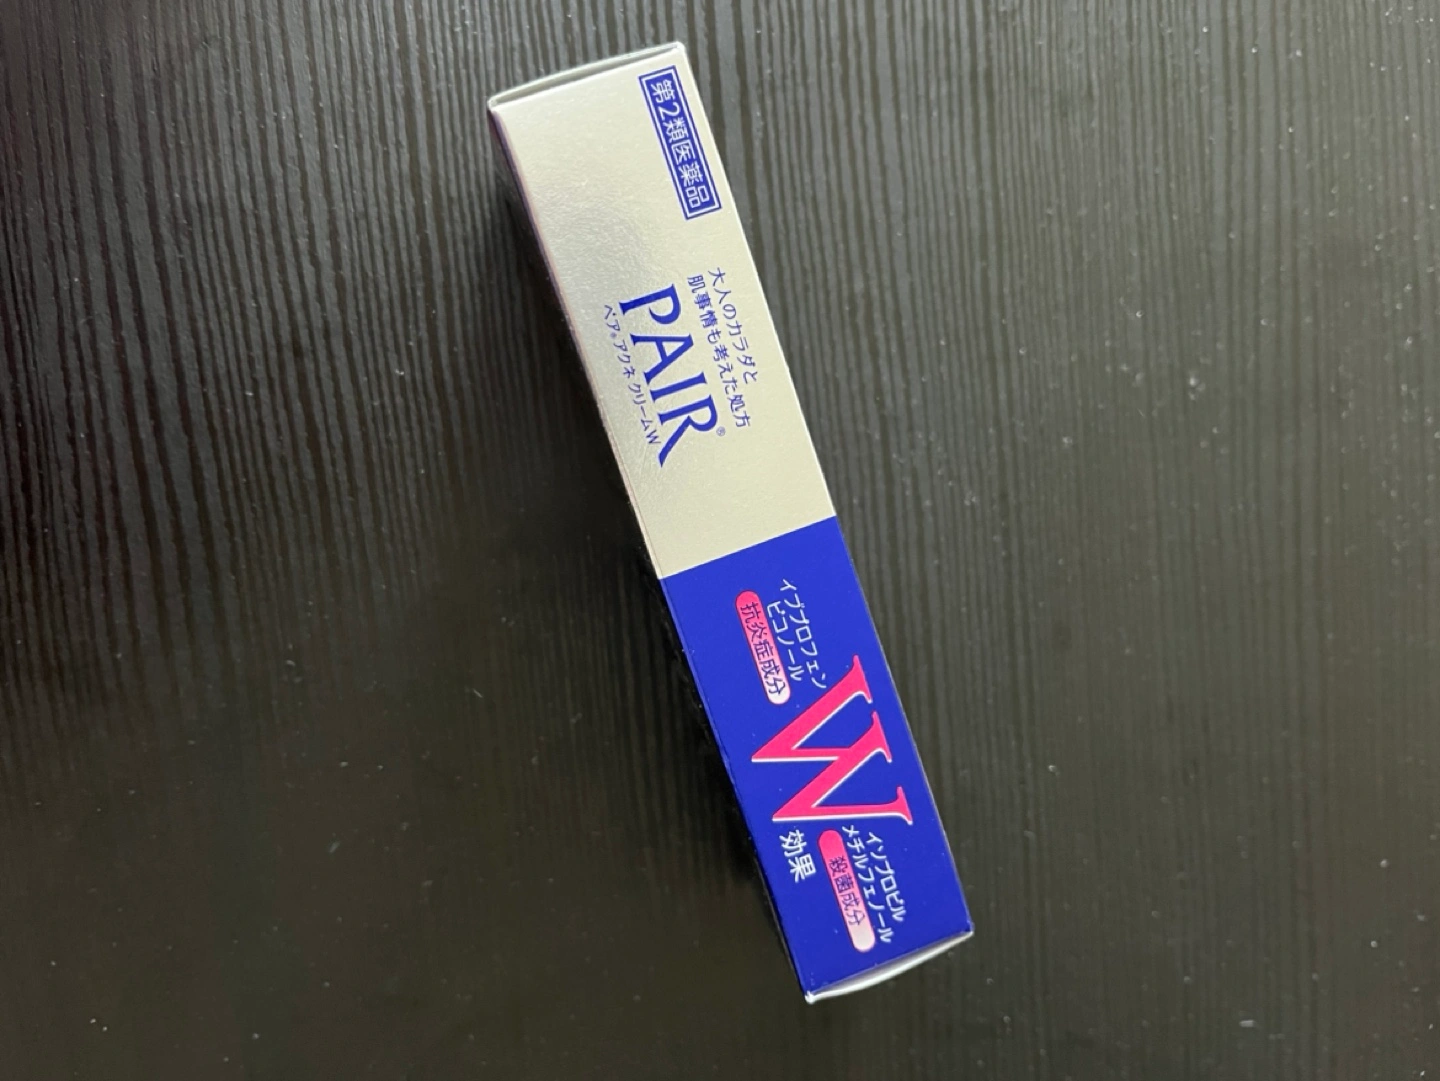 第2類医薬品
大人のカラダと
肌事情も考えた処方
PAIR®
ペア®アクネクリームW
イブプロフェン
ピコノール
抗炎症成分
W
効果
イソプロピル
メチルフェノール
殺菌成分